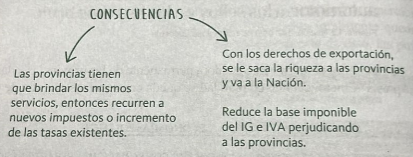 CONSECUENCIAS
Las provincias tienen
que brindar los mismos
servicios, entonces recurren a
nuevos impuestos o incremento
de las tasas existentes.
Con los derechos de exportación,
se le saca la riqueza a las provincias
y va a la Nación.
Reduce la base imponible
del IG e IVA perjudicando
a las provincias.